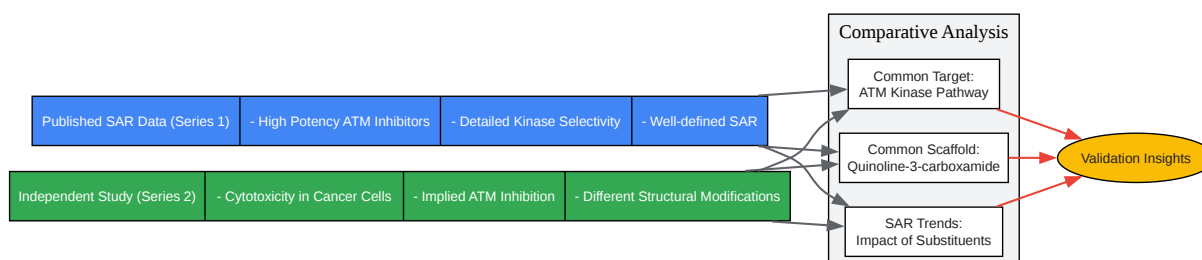 Comparative Analysis
Common Target:
ATM Kinase Pathway
Published SAR Data (Series 1)
- High Potency ATM Inhibitors
- Detailed Kinase Selectivity
- Well-defined SAR
Common Scaffold:
Quinoline-3-carboxamide
Validation Insights
Independent Study (Series 2)
- Cytotoxicity in Cancer Cells
- Implied ATM Inhibition
- Different Structural Modifications
SAR Trends:
Impact of Substituents